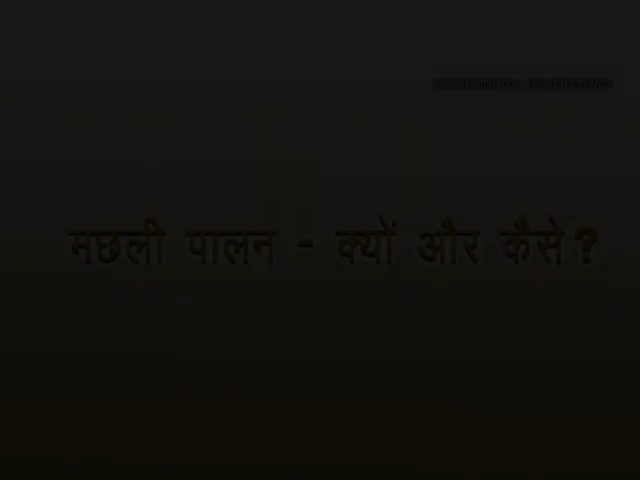 मछली पालन - क्यों और कैसे?